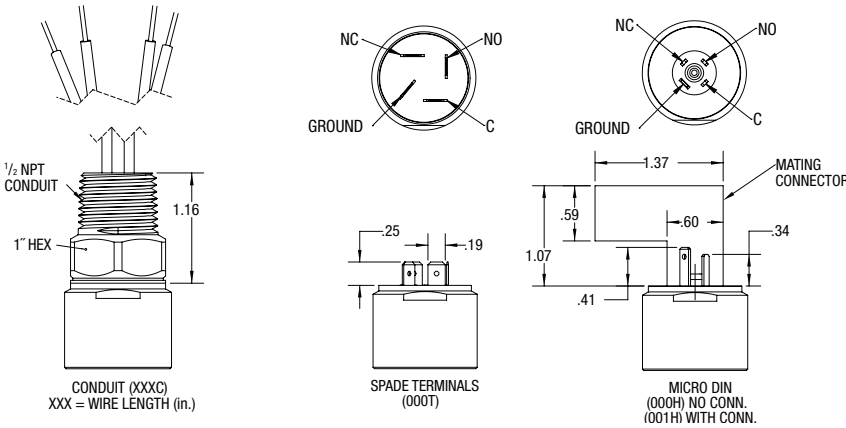 NC
NO
GROUND
C
NC
NO
GROUND
C
1/2 NPT
CONDUIT
1.16
1˝ HEX
.25
.19
1.37
MATING
CONNECTOR
.59
.60
1.07
.34
.41
CONDUIT (XXXC)
XXX = WIRE LENGTH (in.)
SPADE TERMINALS
(000T)
MICRO DIN
(000H) NO CONN.
(001H) WITH CONN.